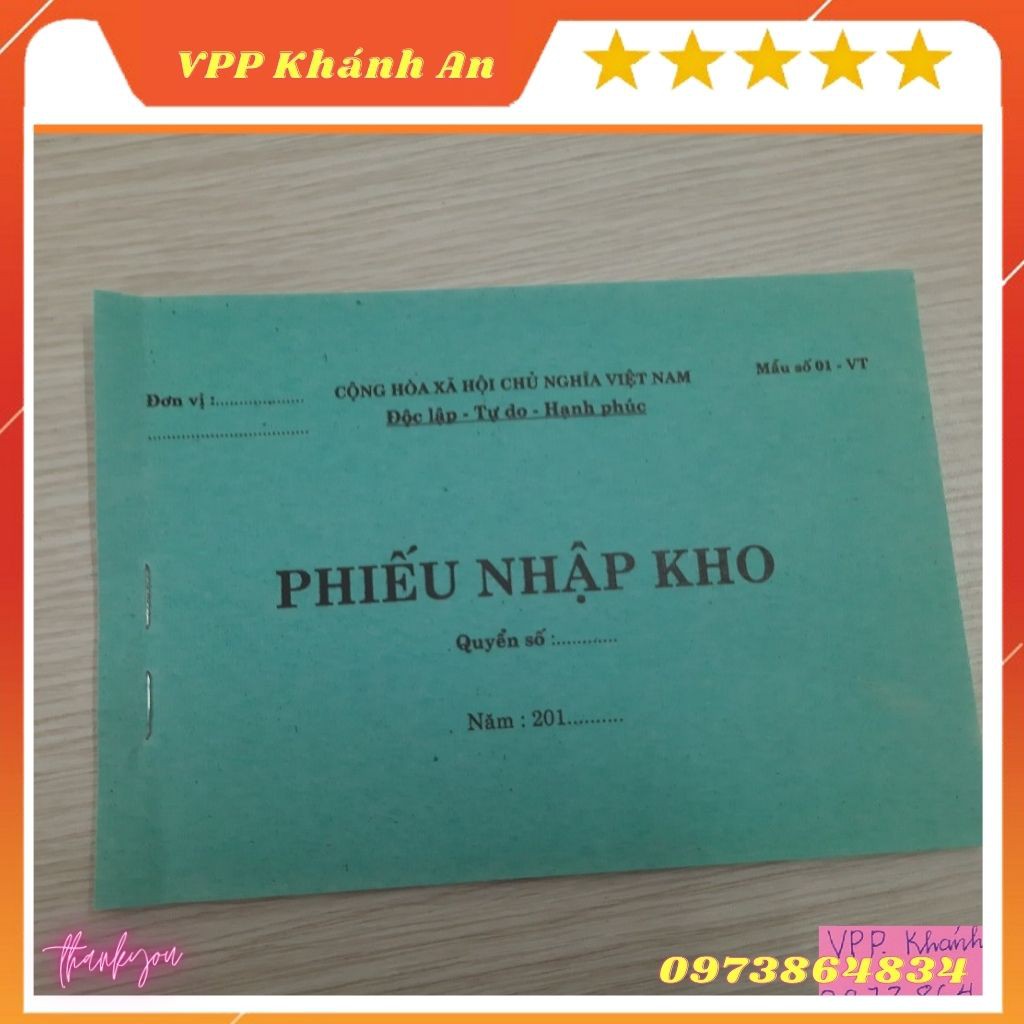 VPP Khánh An
Đơn vị :..................
....................................
CỘNG HÒA XÃ HỘI CHỦ NGHĨA VIỆT NAM
Độc lập - Tự do - Hạnh phúc
Mẫu số 01 - VT
PHIẾU NHẬP KHO
Quyển số :............
Năm : 201..........
thankyou
VPP. Khánh
0973864834